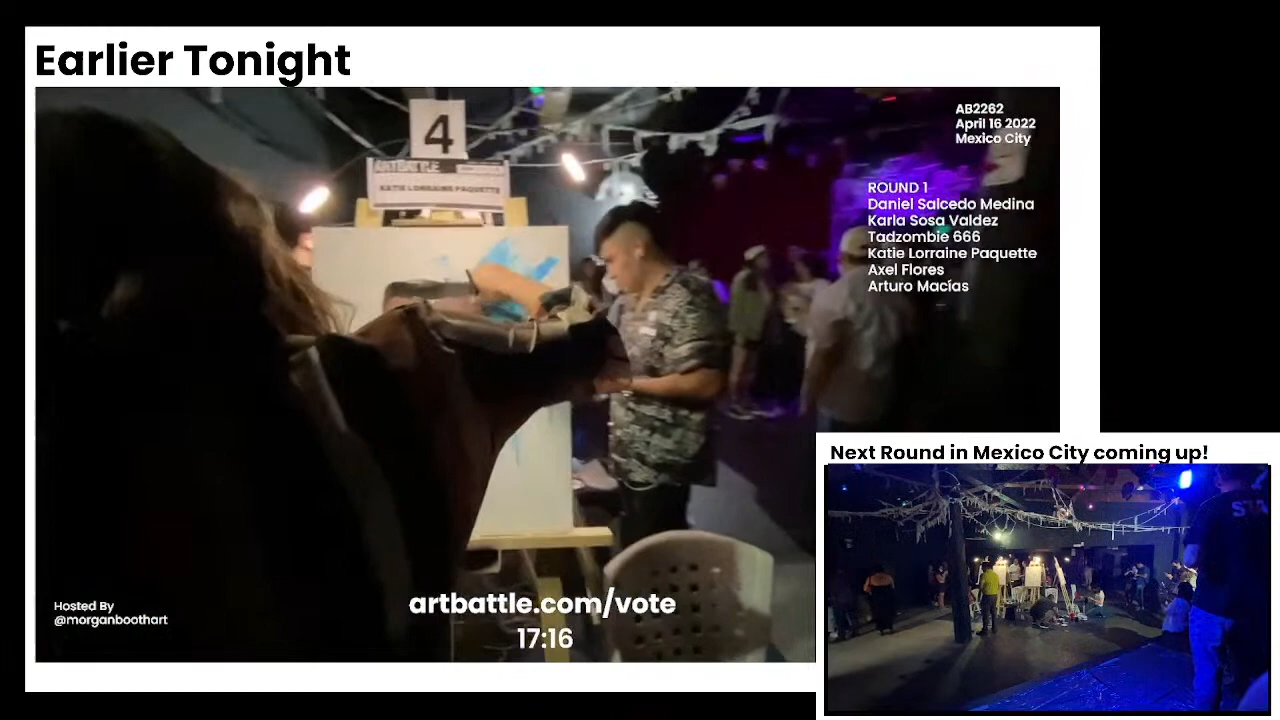 Earlier Tonight
AB2262
April 16 2022
Mexico City
4
ARTBATTLE
KATIE LORRAINE PAQUETTE
ROUND 1
Daniel Salcedo Medina
Karla Sosa Valdez
Tadzombie 666
Katie Lorraine Paquette
Axel Flores
Arturo Macías
Next Round in Mexico City coming up!
Hosted By
@morganboothart
artbattle.com/vote
17:16